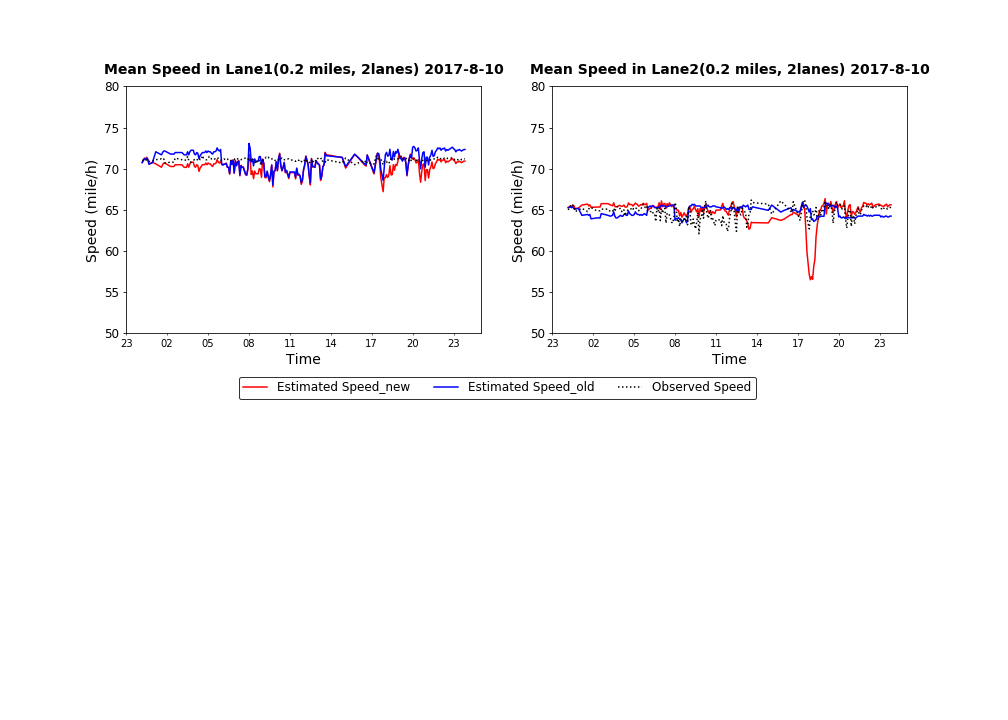 Mean Speed in Lane1(0.2 miles, 2lanes) 2017-8-10
80
75
70
65
60
55
50
Speed (mile/h)
23 02 05 08 11 14 17 20 23
Time
Mean Speed in Lane2(0.2 miles, 2lanes) 2017-8-10
80
75
70
65
60
55
50
Speed (mile/h)
23 02 05 08 11 14 17 20 23
Time
Estimated Speed_new Estimated Speed_old Observed Speed